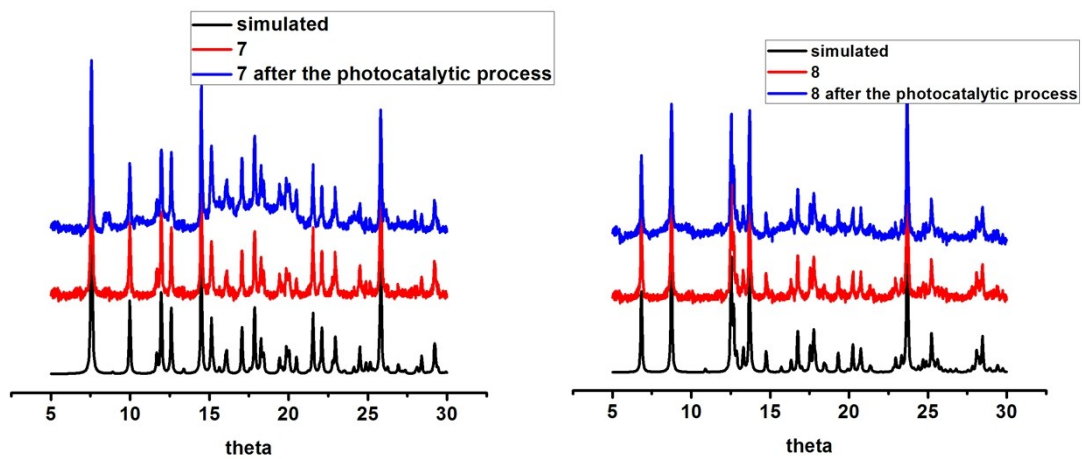 simulated
7
7 after the photocatalytic process
5 10 15 20 25 30
theta
simulated
8
8 after the photocatalytic process
5 10 15 20 25 30
theta